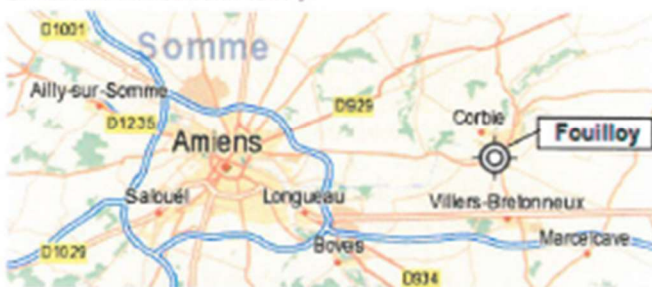 D1001
Somme
Ailly-sur-Somme
D1235
D929
Corbie
Fouilloy
Amiens
Salouël
Longueau
Villers-Bretonneux
D1029
Boves
Marcelcave
D934